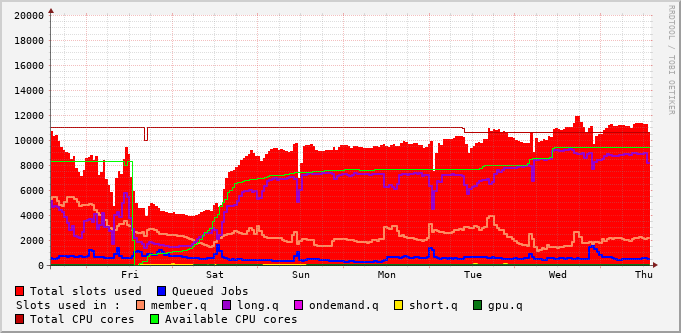 RRDTOOL / TOBI OETIKER
20000
18000
16000
14000
12000
10000
8000
6000
4000
2000
0
Fri Sat Sun Mon Tue Wed Thu
Total slots used Queued Jobs
Slots used in : member.q long.q ondemand.q short.q gpu.q
Total CPU cores Available CPU cores